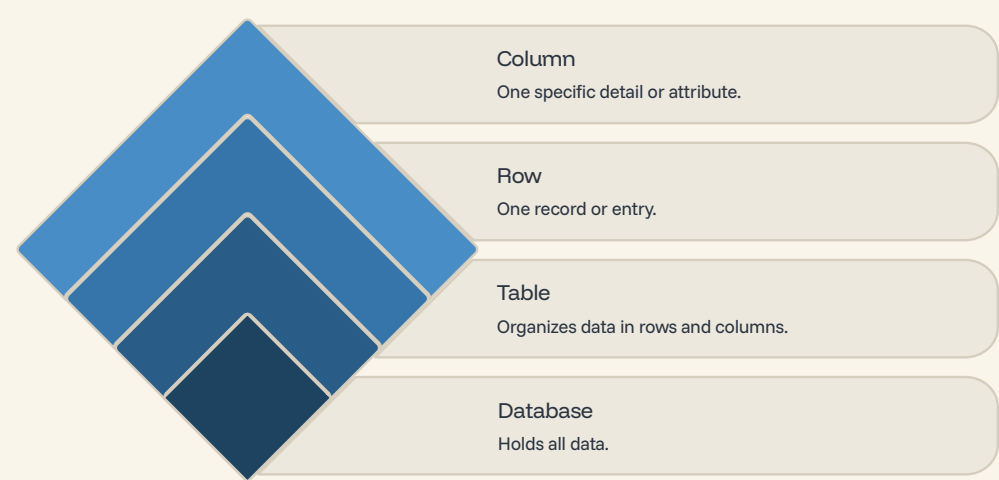 Column
One specific detail or attribute.
Row
One record or entry.
Table
Organizes data in rows and columns.
Database
Holds all data.